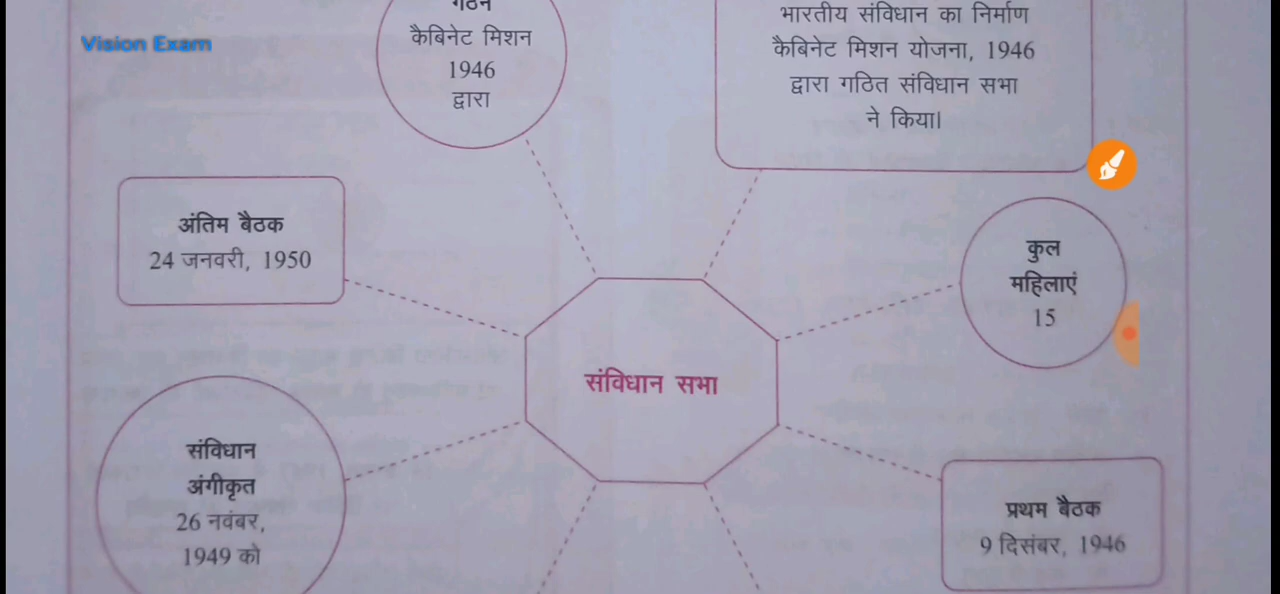 Vision Exam
गठन
कैबिनेट मिशन
1946
द्वारा
भारतीय संविधान का निर्माण
कैबिनेट मिशन योजना, 1946
द्वारा गठित संविधान सभा
ने किया।
अंतिम बैठक
24 जनवरी, 1950
कुल
महिलाएं
15
संविधान सभा
संविधान
अंगीकृत
26 नवंबर,
1949 को
प्रथम बैठक
9 दिसंबर, 1946